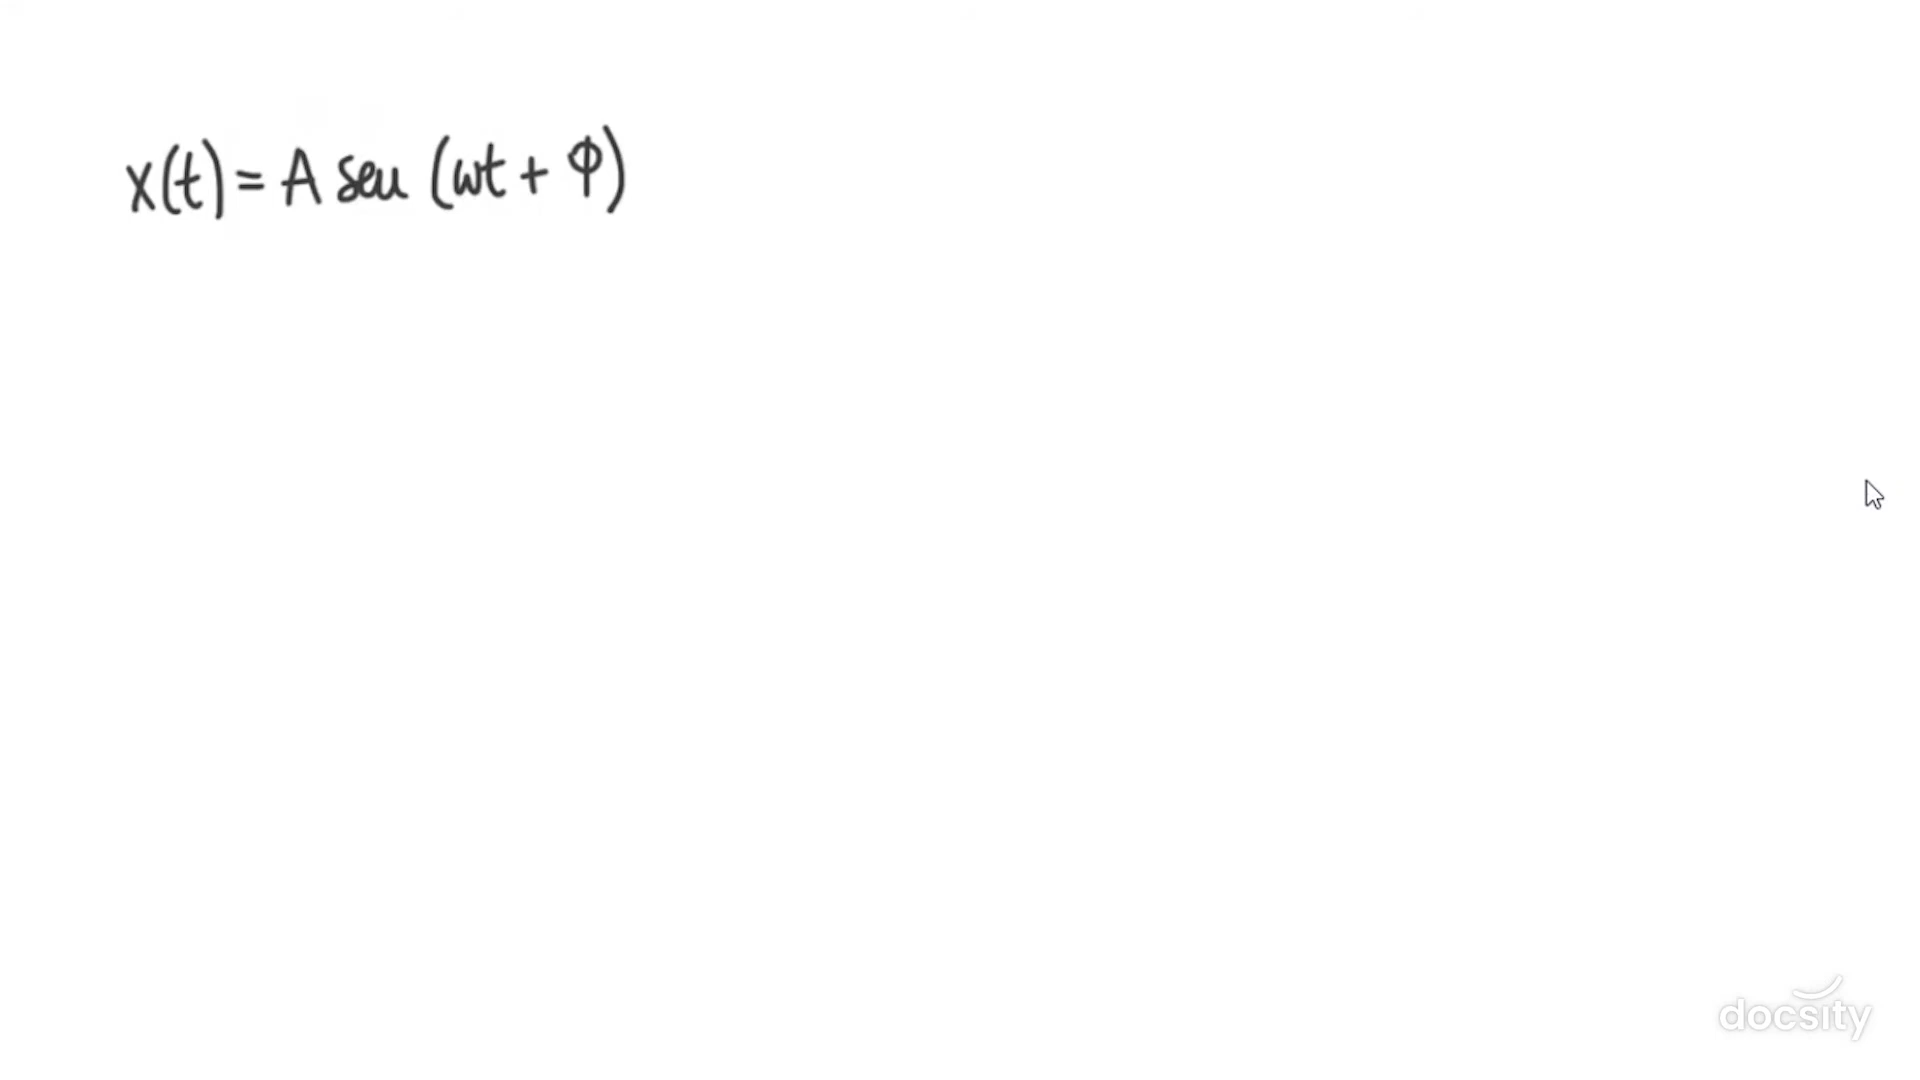 x(t) = A sen (ωt + φ)
docsity